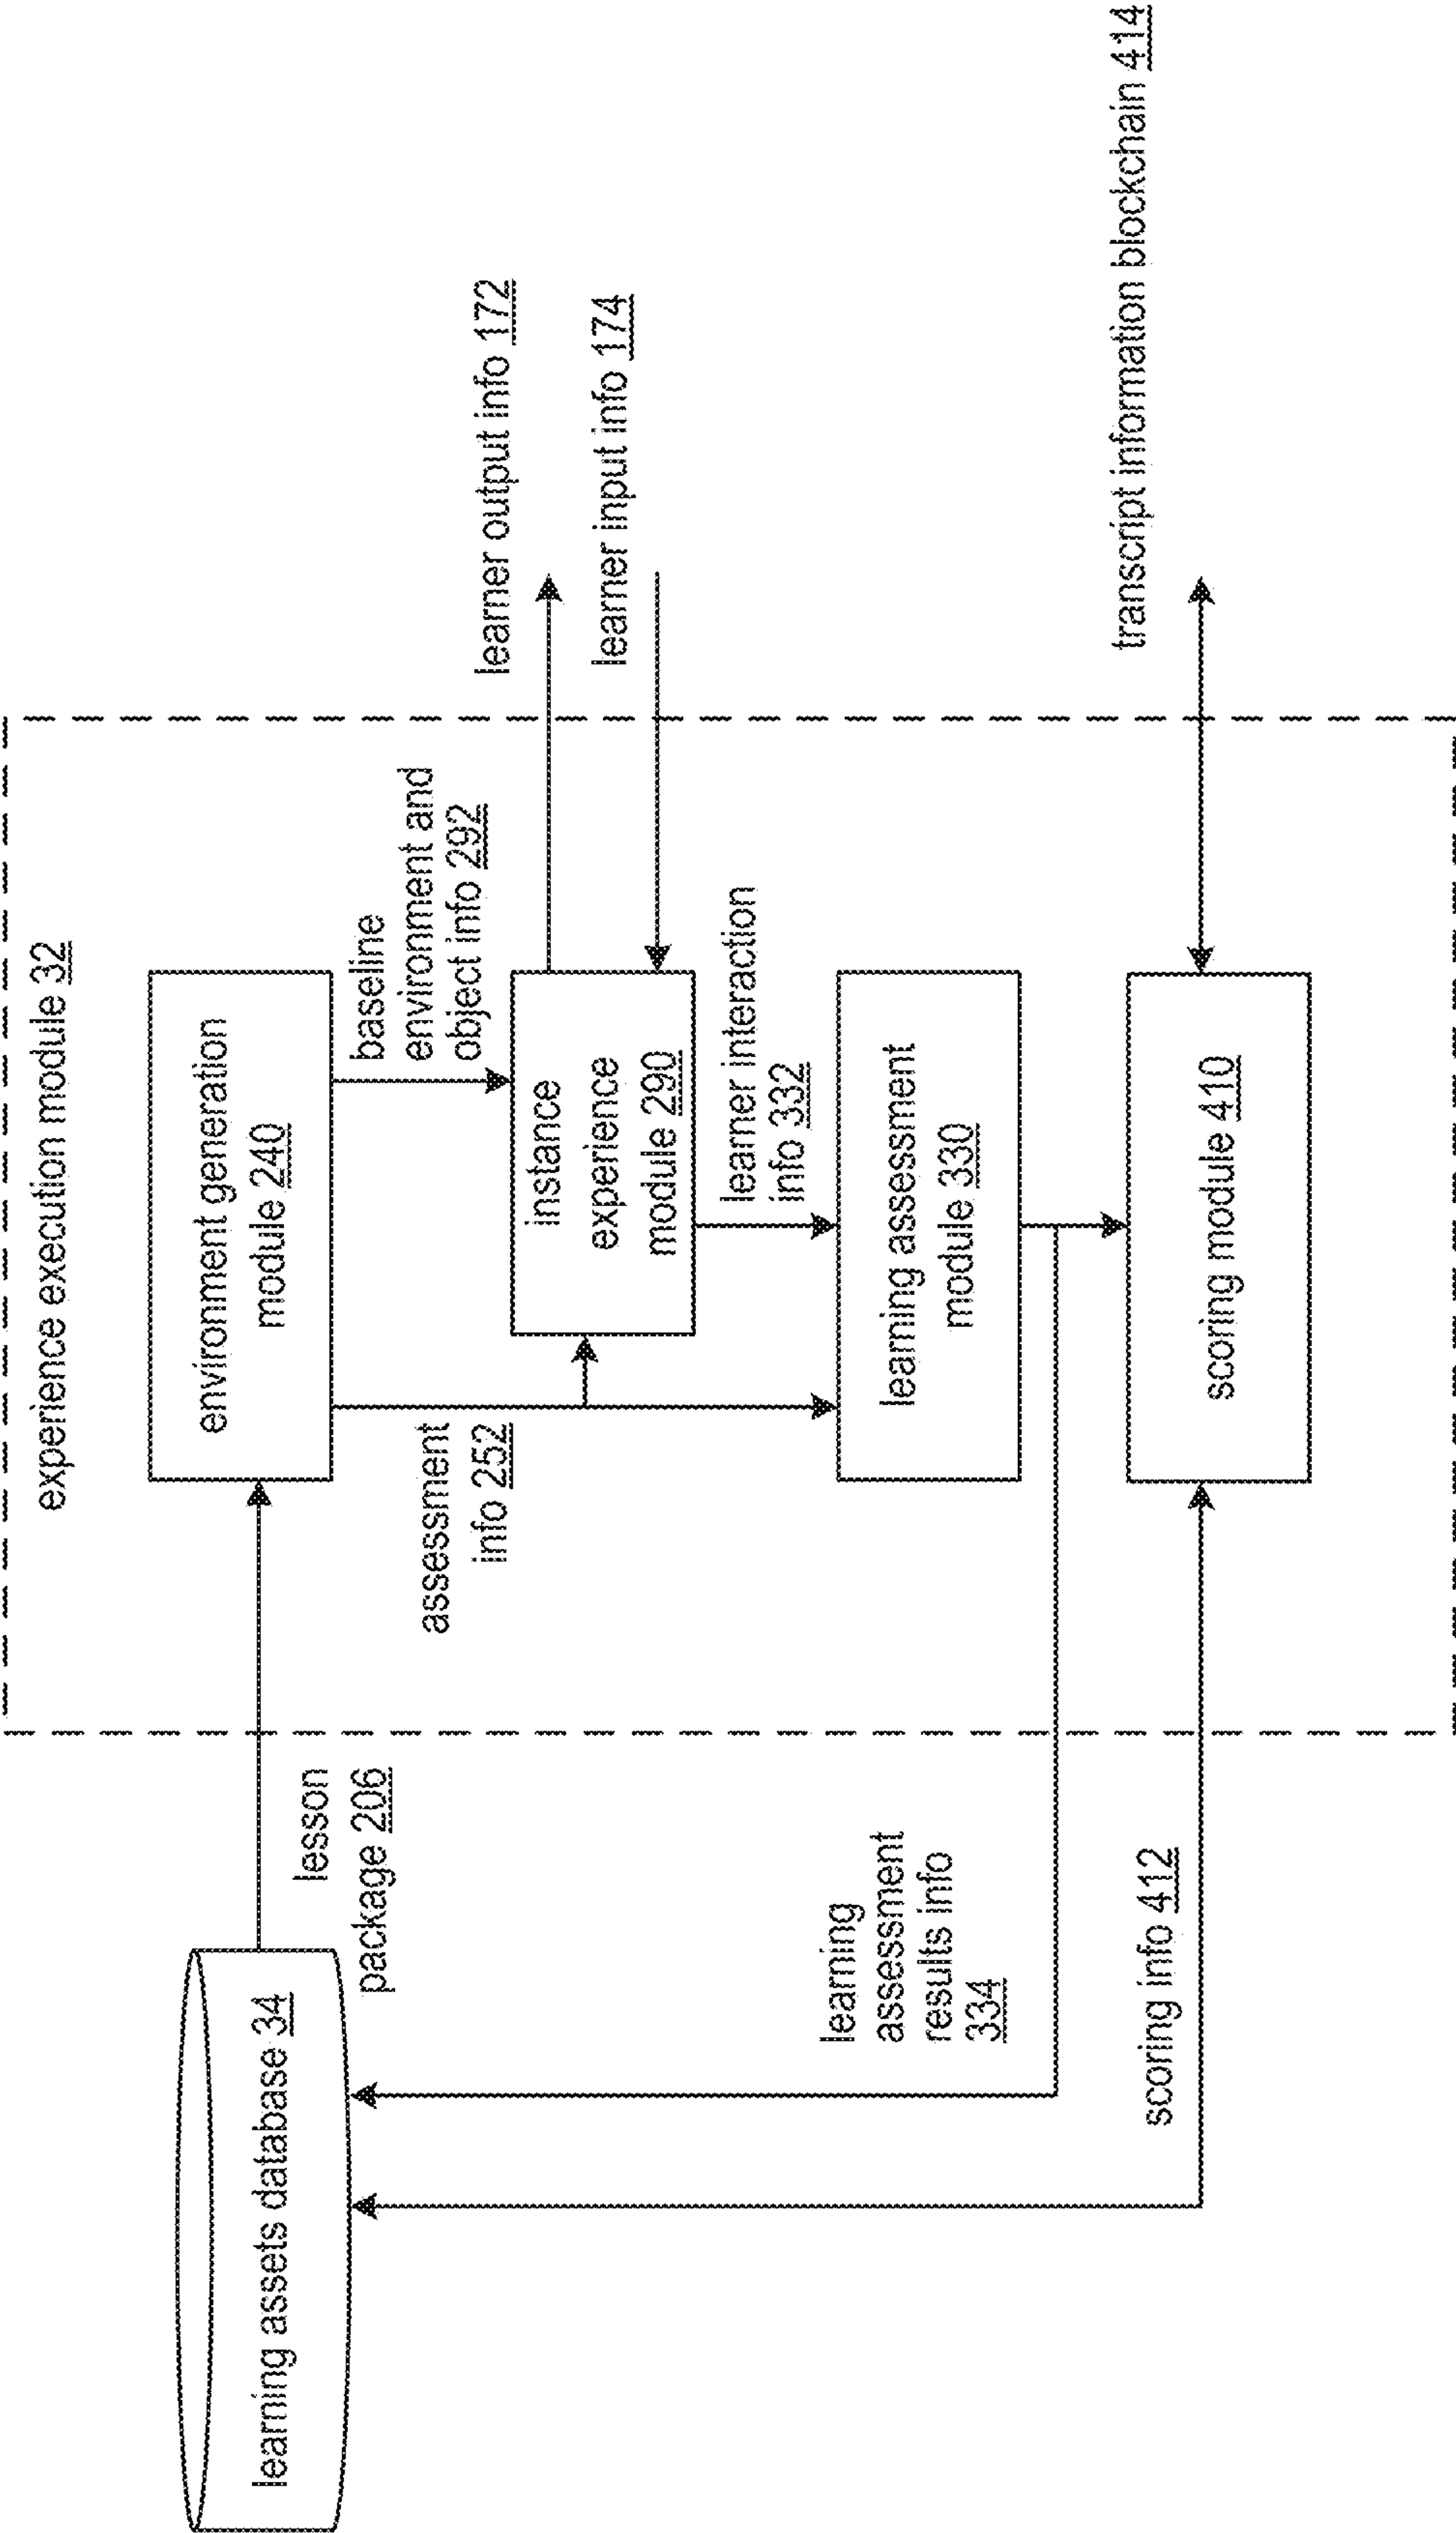 experience execution module 32
learning assets database 34
lesson
package 206
environment generation
module 240
assessment
info 252
baseline
environment and
object info 292
instance
experience
module 290
learner output info 172
learner input info 174
learner interaction
info 332
learning assessment
module 330
learning
assessment
results info
334
scoring info 412
scoring module 410
transcript information blockchain 414